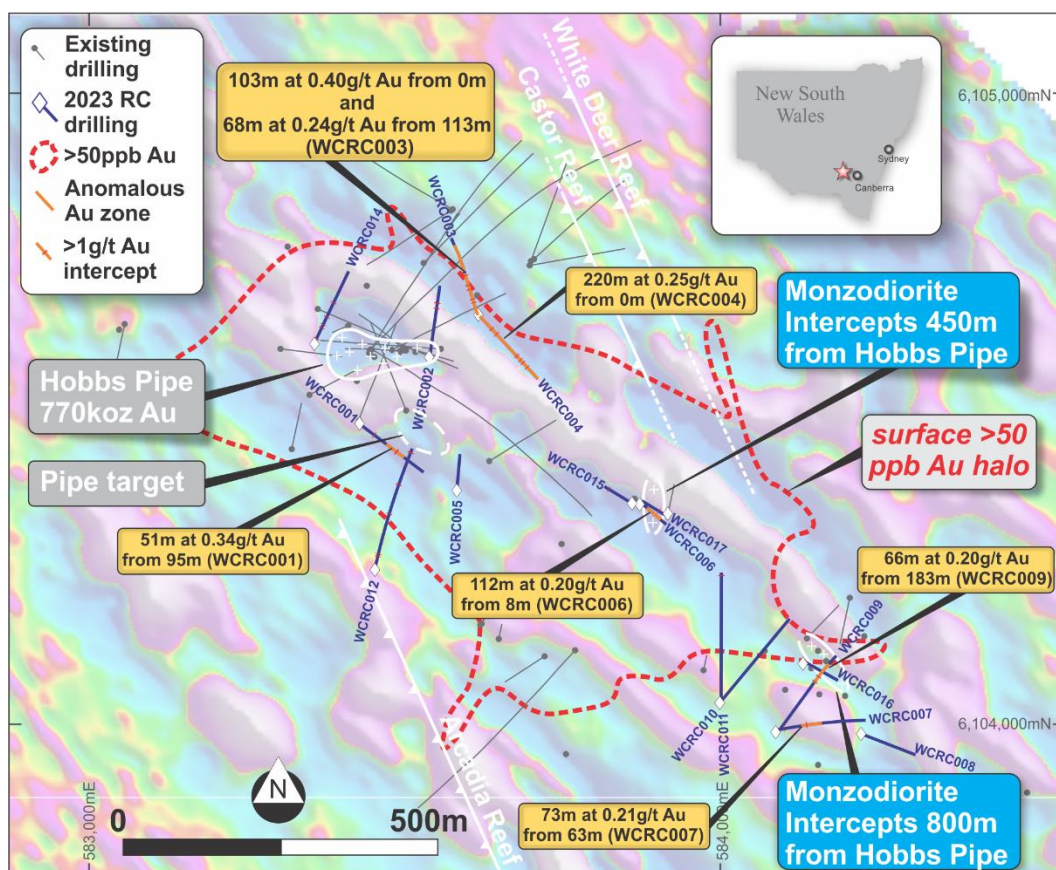 Existing
drilling
2023 RC
drilling
>50ppb Au
Anomalous
Au zone
>1g/t Au
intercept
103m at 0.40g/t Au from 0m
and
68m at 0.24g/t Au from 113m
(WCRC003)
White Deer Reef
Castor Reef
New South
Wales
Sydney
Canberra
6,105,000mN
WCRC014
WCRC003
220m at 0.25g/t Au
from 0m (WCRC004)
Monzodiorite
Intercepts 450m
from Hobbs Pipe
Hobbs Pipe
770koz Au
WCRC001
WCRC002
WCRC004
surface >50
ppb Au halo
Pipe target
WCRC015
WCRC005
WCRC017
WCRC006
51m at 0.34g/t Au
from 95m (WCRC001)
WCRC012
112m at 0.20g/t Au
from 8m (WCRC006)
66m at 0.20g/t Au
from 183m (WCRC009)
WCRC009
WCRC016
WCRC010
WCRC011
WCRC007
WCRC008
6,104,000mN
Arcadia Reef
N
0
500m
583,000mE
584,000mE
73m at 0.21g/t Au
from 63m (WCRC007)
Monzodiorite
Intercepts 800m
from Hobbs Pipe